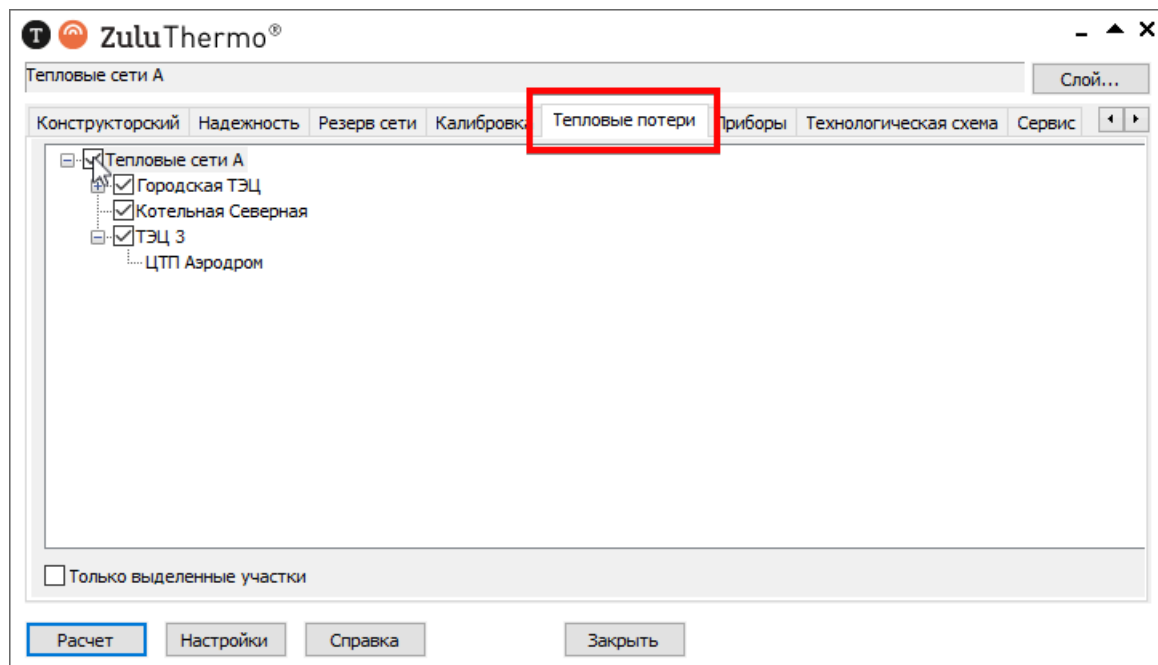 ZuluThermo®
Тепловые сети А
Слой...
Конструкторский Надежность Резерв сети Калибровка Тепловые потери Приборы Технологическая схема Сервис
Тепловые сети А
Городская ТЭЦ
Котельная Северная
ТЭЦ 3
ЦТП Аэродром
Только выделенные участки
Расчет Настройки Справка Закрыть